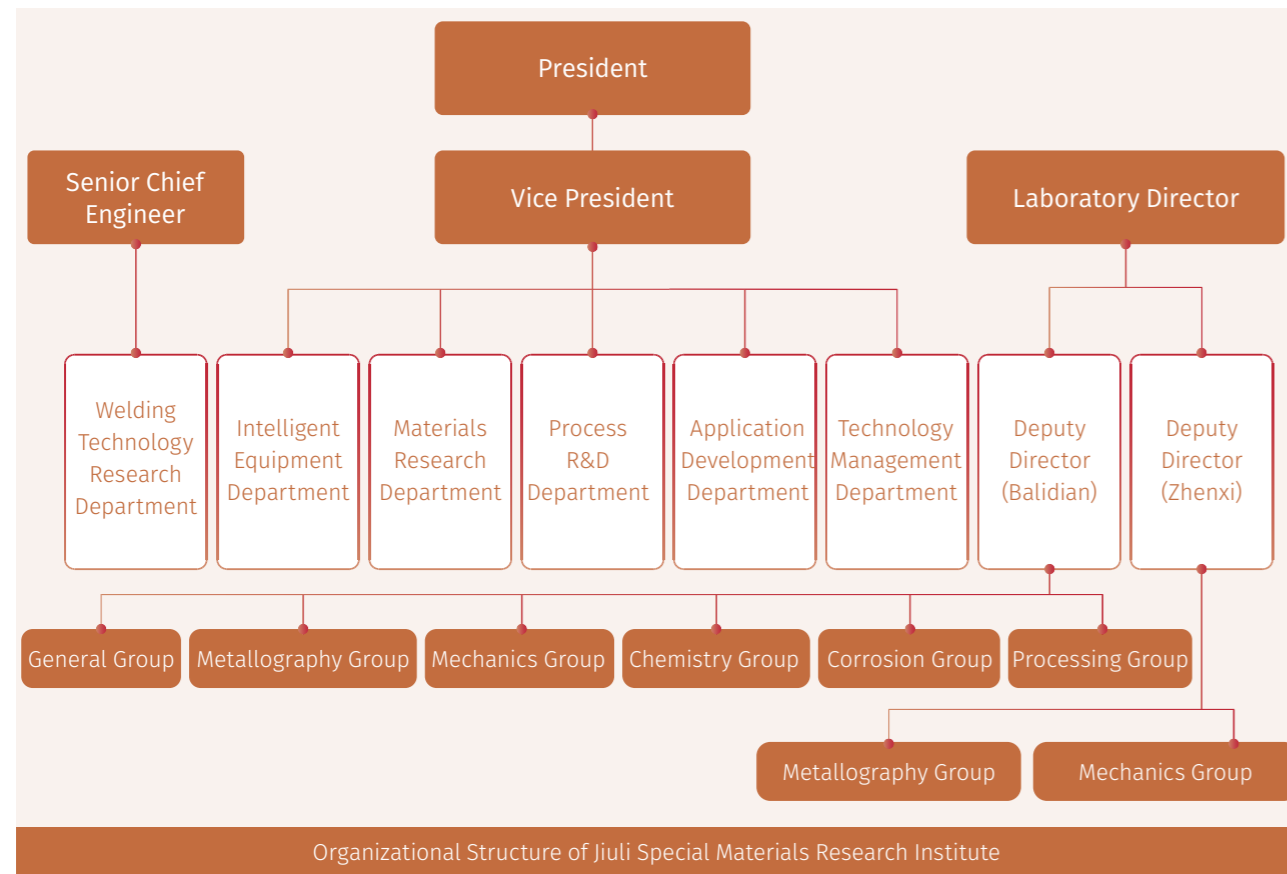 President
Senior Chief
Engineer
Vice President
Laboratory Director
Welding
Technology
Research
Department
Intelligent
Equipment
Department
Materials
Research
Department
Process
R&D
Department
Application
Development
Department
Technology
Management
Department
Deputy
Director
(Balidian)
Deputy
Director
(Zhenxi)
General Group
Metallography Group
Mechanics Group
Chemistry Group
Corrosion Group
Processing Group
Metallography Group
Mechanics Group
Organizational Structure of Jiuli Special Materials Research Institute